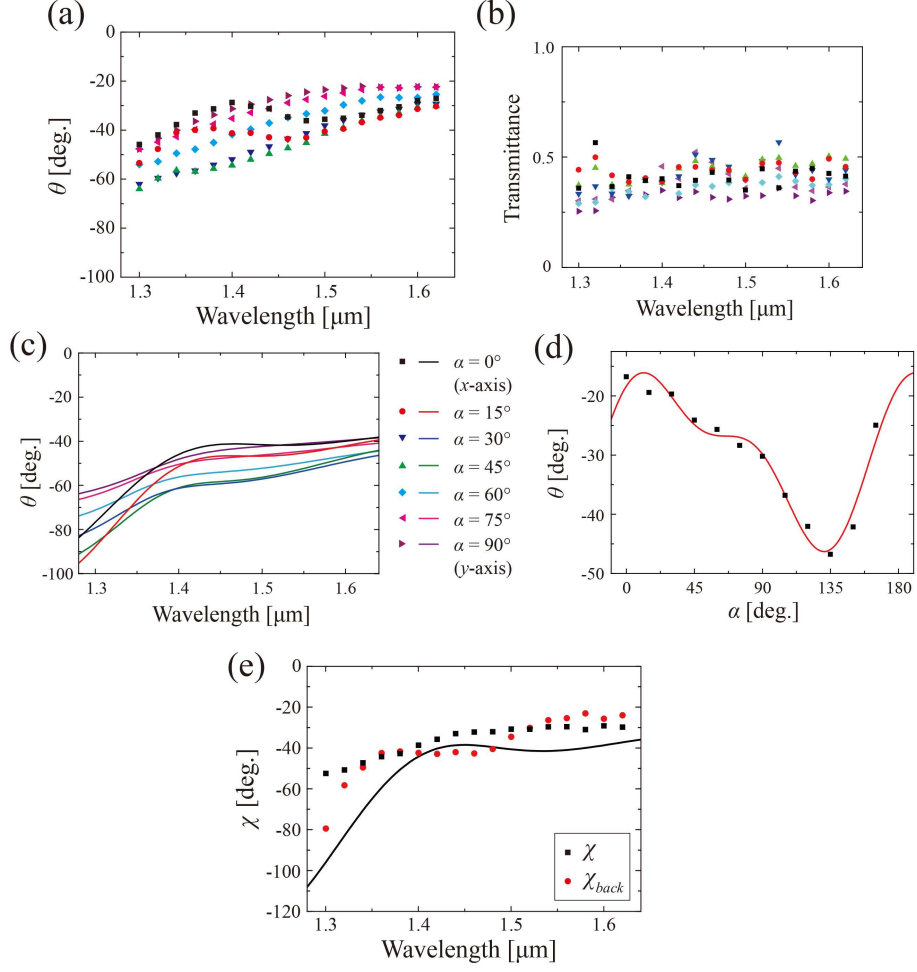 (a)
0
-20
-40
-60
-80
-100
θ [deg.]
1.3 1.4 1.5 1.6
Wavelength [μm]
(b)
1.0
0.5
0
Transmittance
1.3 1.4 1.5 1.6
Wavelength [μm]
(c)
0
-20
-40
-60
-80
-100
θ [deg.]
1.3 1.4 1.5 1.6
Wavelength [μm]
α = 0°
(x-axis)
α = 15°
α = 30°
α = 45°
α = 60°
α = 75°
α = 90°
(y-axis)
(d)
-20
-30
-40
-50
θ [deg.]
0 45 90 135 180
α [deg.]
(e)
0
-20
-40
-60
-80
-100
-120
χ [deg.]
1.3 1.4 1.5 1.6
Wavelength [μm]
χ
χback